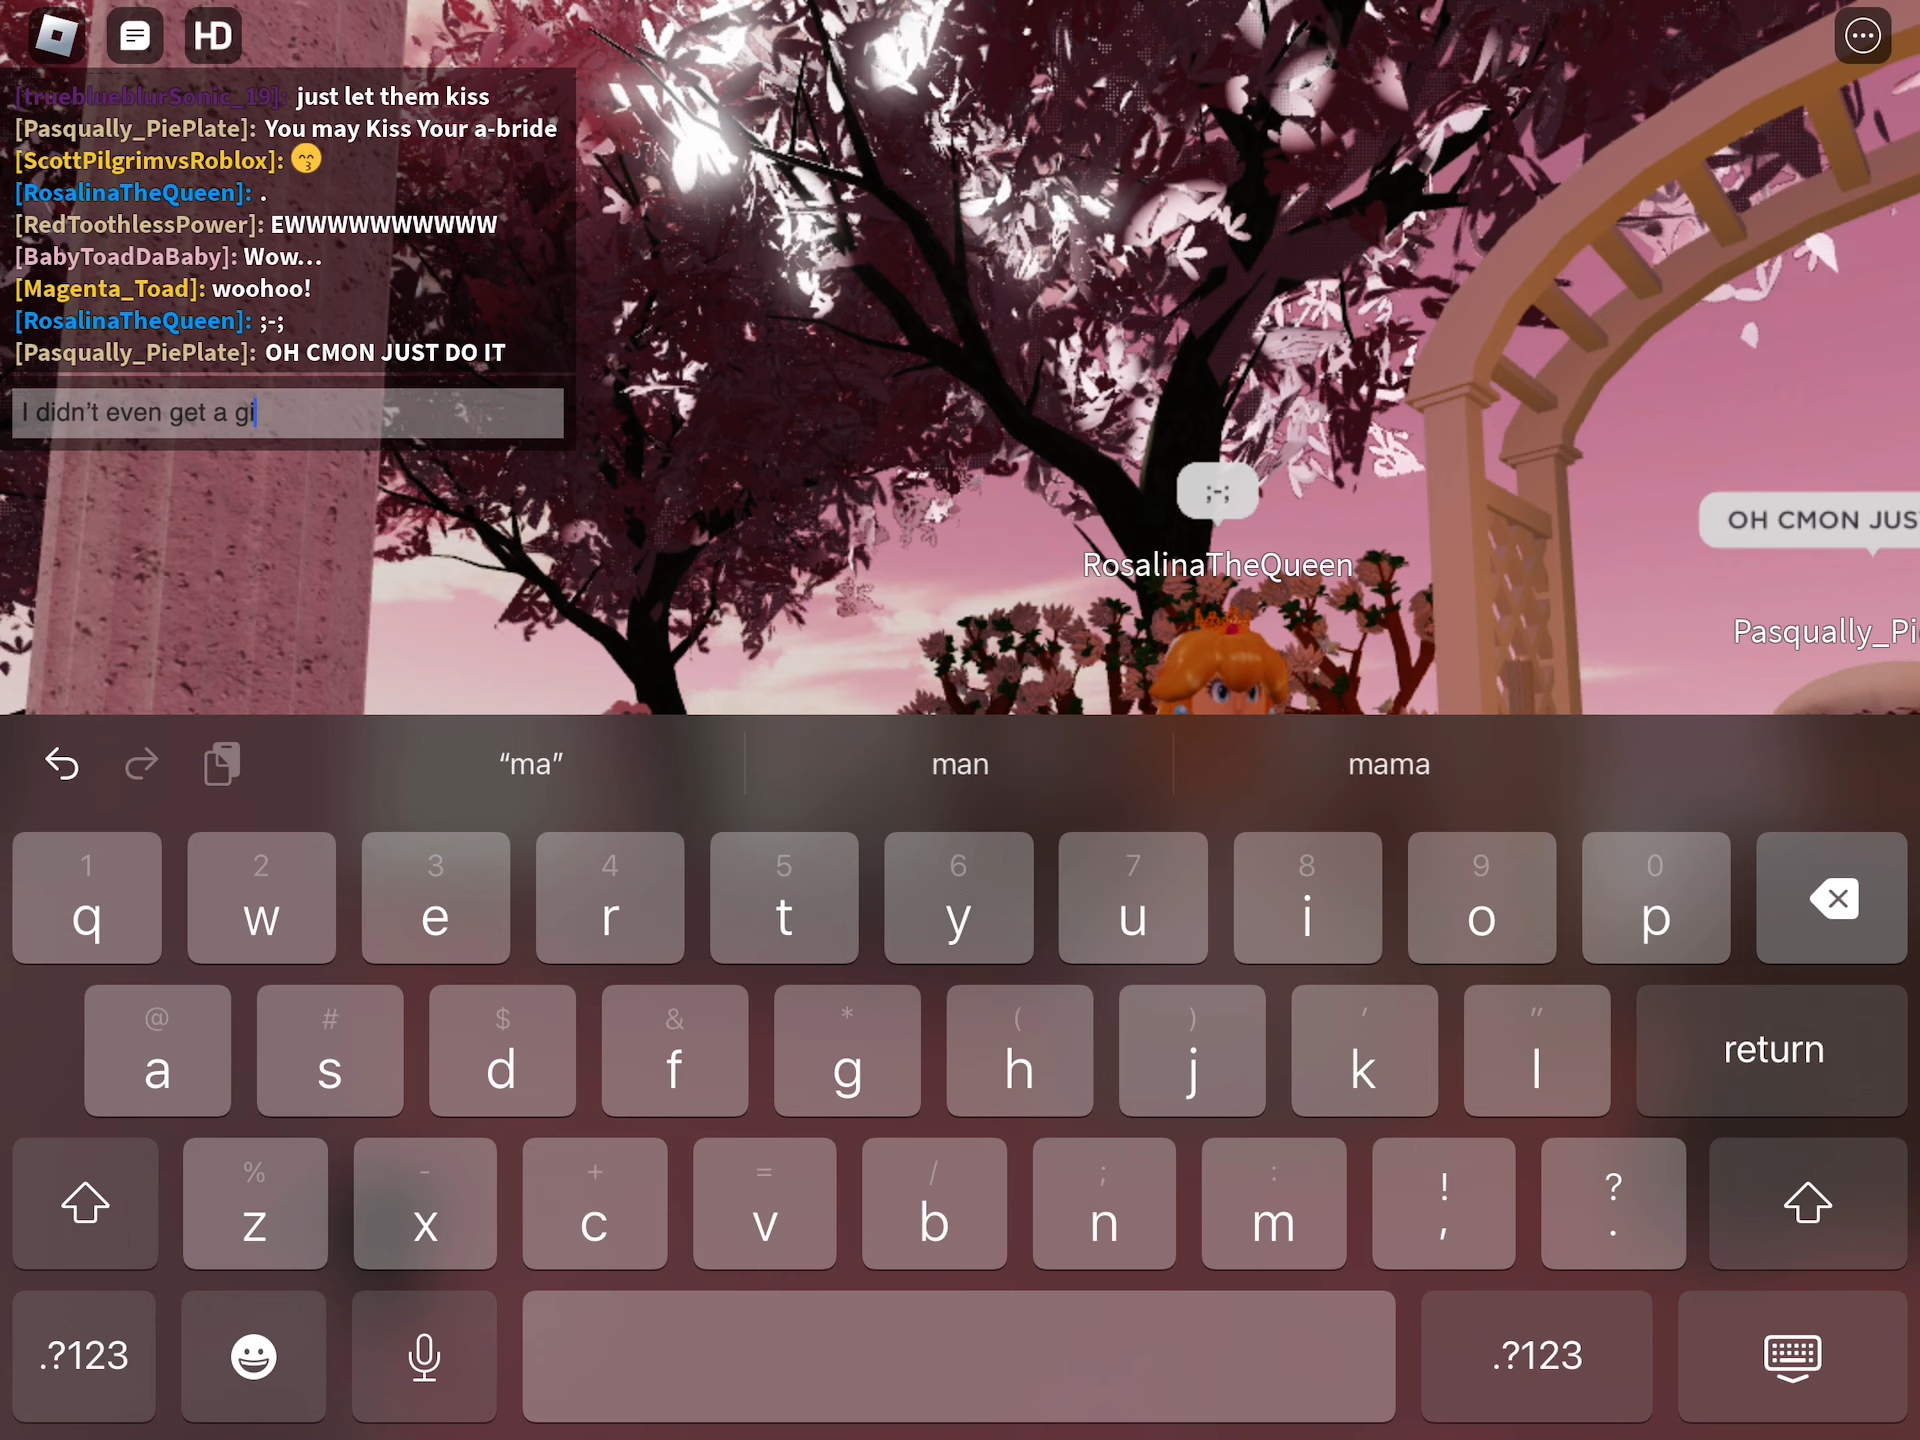 HD
[trueblueblurSonic_19]: just let them kiss
[Pasqually_PiePlate]: You may Kiss Your a-bride
[ScottPilgrimvsRoblox]: 😙
[RosalinaTheQueen]: .
[RedToothlessPower]: EWWWWWWWWWW
[BabyToadDaBaby]: Wow...
[Magenta_Toad]: woohoo!
[RosalinaTheQueen]: ;-;
[Pasqually_PiePlate]: OH CMON JUST DO IT
I didn’t even get a gi
;-;
OH CMON JUS
RosalinaTheQueen
Pasqually_Pi
“ma” man mama
1 2 3 4 5 6 7 8 9 0
q w e r t y u i o p
@ # $ & * ( ) ’ ”
a s d f g h j k l return
% - + = / ; : ! ?
z x c v b n m , .
.?123 .?123